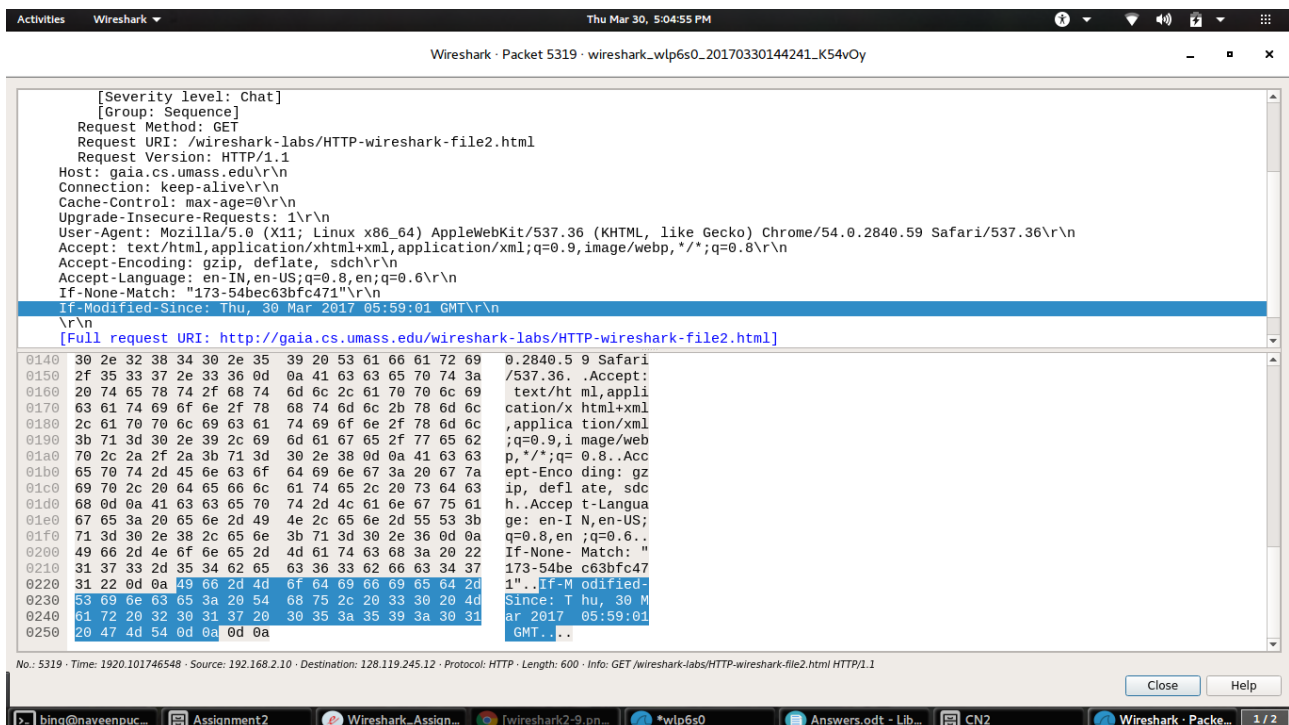 Activities Wireshark Thu Mar 30, 5:04:55 PM
Wireshark · Packet 5319 · wireshark_wlp6s0_20170330144241_K54vOy
[Severity level: Chat]
[Group: Sequence]
Request Method: GET
Request URI: /wireshark-labs/HTTP-wireshark-file2.html
Request Version: HTTP/1.1
Host: gaia.cs.umass.edu\r\n
Connection: keep-alive\r\n
Cache-Control: max-age=0\r\n
Upgrade-Insecure-Requests: 1\r\n
User-Agent: Mozilla/5.0 (X11; Linux x86_64) AppleWebKit/537.36 (KHTML, like Gecko) Chrome/54.0.2840.59 Safari/537.36\r\n
Accept: text/html,application/xhtml+xml,application/xml;q=0.9,image/webp,*/*;q=0.8\r\n
Accept-Encoding: gzip, deflate, sdch\r\n
Accept-Language: en-IN,en-US;q=0.8,en;q=0.6\r\n
If-None-Match: "173-54bec63bfc471"\r\n
If-Modified-Since: Thu, 30 Mar 2017 05:59:01 GMT\r\n
\r\n
[Full request URI: http://gaia.cs.umass.edu/wireshark-labs/HTTP-wireshark-file2.html]
0140 30 2e 32 38 34 30 2e 35 39 20 53 61 66 61 72 69 0.2840.5 9 Safari
0150 2f 35 33 37 2e 33 36 0d 0a 41 63 63 65 70 74 3a /537.36. .Accept:
0160 20 74 65 78 74 2f 68 74 6d 6c 2c 61 70 70 6c 69 text/ht ml,appli
0170 63 61 74 69 6f 6e 2f 78 68 74 6d 6c 2b 78 6d 6c cation/x html+xml
0180 2c 61 70 70 6c 69 63 61 74 69 6f 6e 2f 78 6d 6c ,applica tion/xml
0190 3b 71 3d 30 2e 39 2c 69 6d 61 67 65 2f 77 65 62 ;q=0.9,i mage/web
01a0 70 2c 2a 2f 2a 3b 71 3d 30 2e 38 0d 0a 41 63 63 p,*/*;q= 0.8..Acc
01b0 65 70 74 2d 45 6e 63 6f 64 69 6e 67 3a 20 67 7a ept-Enco ding: gz
01c0 69 70 2c 20 64 65 66 6c 61 74 65 2c 20 73 64 63 ip, defl ate, sdc
01d0 68 0d 0a 41 63 63 65 70 74 2d 4c 61 6e 67 75 61 h..Accep t-Langua
01e0 67 65 3a 20 65 6e 2d 49 4e 2c 65 6e 2d 55 53 3b ge: en-I N,en-US;
01f0 71 3d 30 2e 38 2c 65 6e 3b 71 3d 30 2e 36 0d 0a q=0.8,en ;q=0.6..
0200 49 66 2d 4e 6f 6e 65 2d 4d 61 74 63 68 3a 20 22 If-None- Match: "
0210 31 37 33 2d 35 34 62 65 63 36 33 62 66 63 34 37 173-54be c63bfc47
0220 31 22 0d 0a 49 66 2d 4d 6f 64 69 66 69 65 64 2d 1"..If-M odified-
0230 53 69 6e 63 65 3a 20 54 68 75 2c 20 33 30 20 4d Since: T hu, 30 M
0240 61 72 20 32 30 31 37 20 30 35 3a 35 39 3a 30 31 ar 2017 05:59:01
0250 20 47 4d 54 0d 0a 0d 0a GMT....
No.: 5319 · Time: 1920.101746548 · Source: 192.168.2.10 · Destination: 128.119.245.12 · Protocol: HTTP · Length: 600 · Info: GET /wireshark-labs/HTTP-wireshark-file2.html HTTP/1.1
Close Help
bing@naveenpuc... Assignment2 Wireshark_Assign... [wireshark2-9.pn... *wlp6s0 Answers.odt - Lib... CN2 Wireshark · Packe... 1 / 2